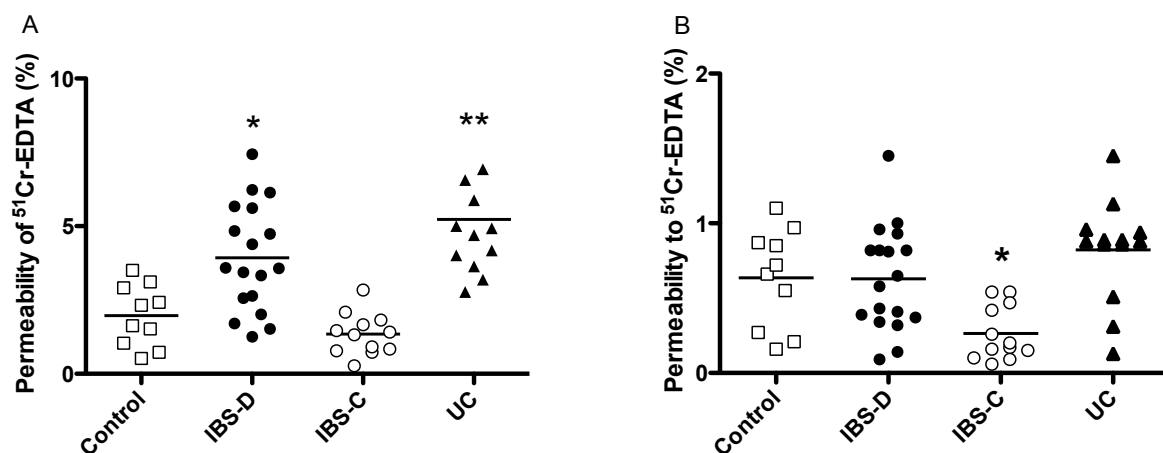 A
Permeability of ⁵¹Cr-EDTA (%)
10
5
0
*
**
Control
IBS-D
IBS-C
UC
B
Permeability to ⁵¹Cr-EDTA (%)
2
1
0
*
Control
IBS-D
IBS-C
UC